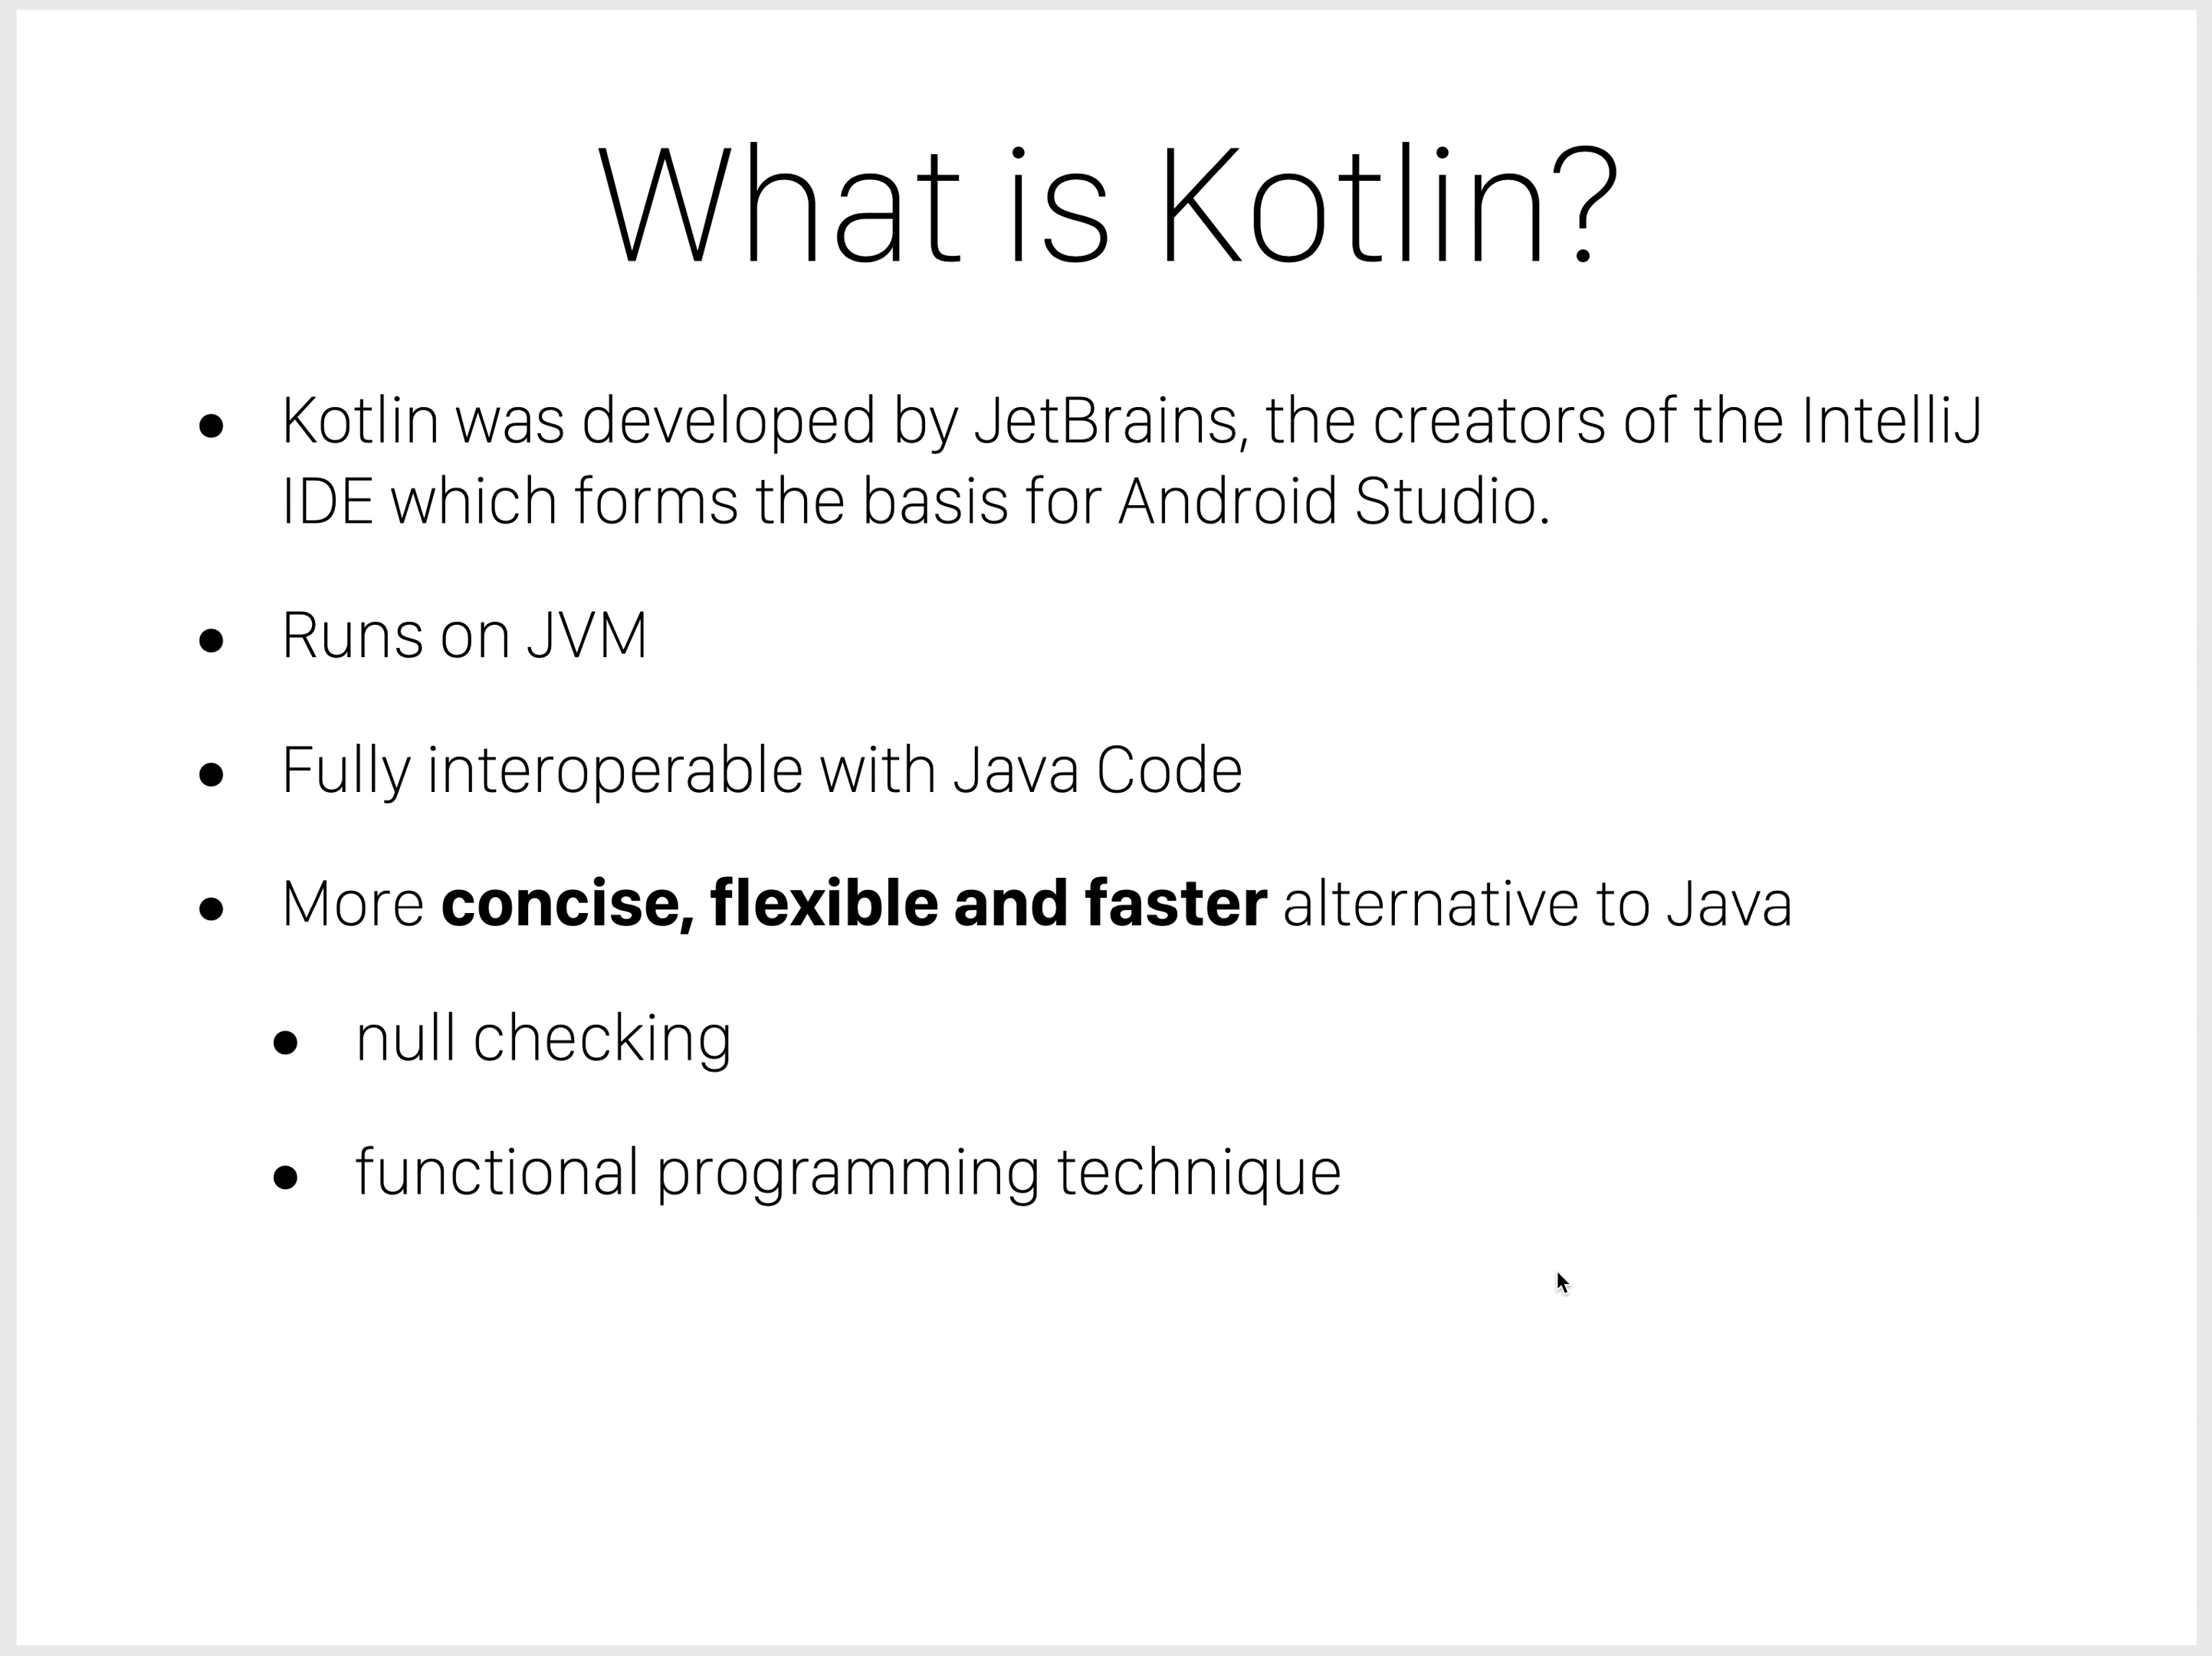 What is Kotlin?
• Kotlin was developed by JetBrains, the creators of the IntelliJ
IDE which forms the basis for Android Studio.
• Runs on JVM
• Fully interoperable with Java Code
• More concise, flexible and faster alternative to Java
• null checking
• functional programming technique